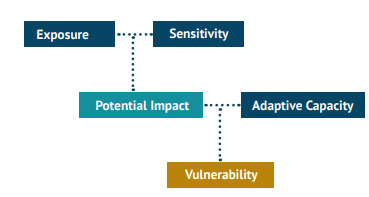 Exposure
Sensitivity
Potential Impact
Adaptive Capacity
Vulnerability